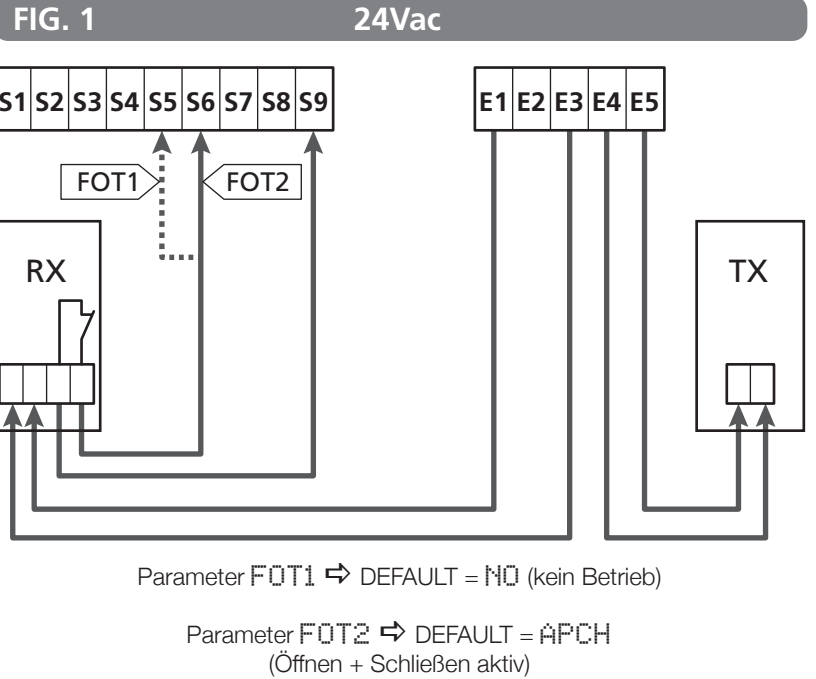 FIG. 1 24Vac
S1 S2 S3 S4 S5 S6 S7 S8 S9 E1 E2 E3 E4 E5
FOT1 FOT2
RX TX
Parameter FOT1 ➪ DEFAULT = NO (kein Betrieb)
Parameter FOT2 ➪ DEFAULT = APCH
(Öffnen + Schließen aktiv)